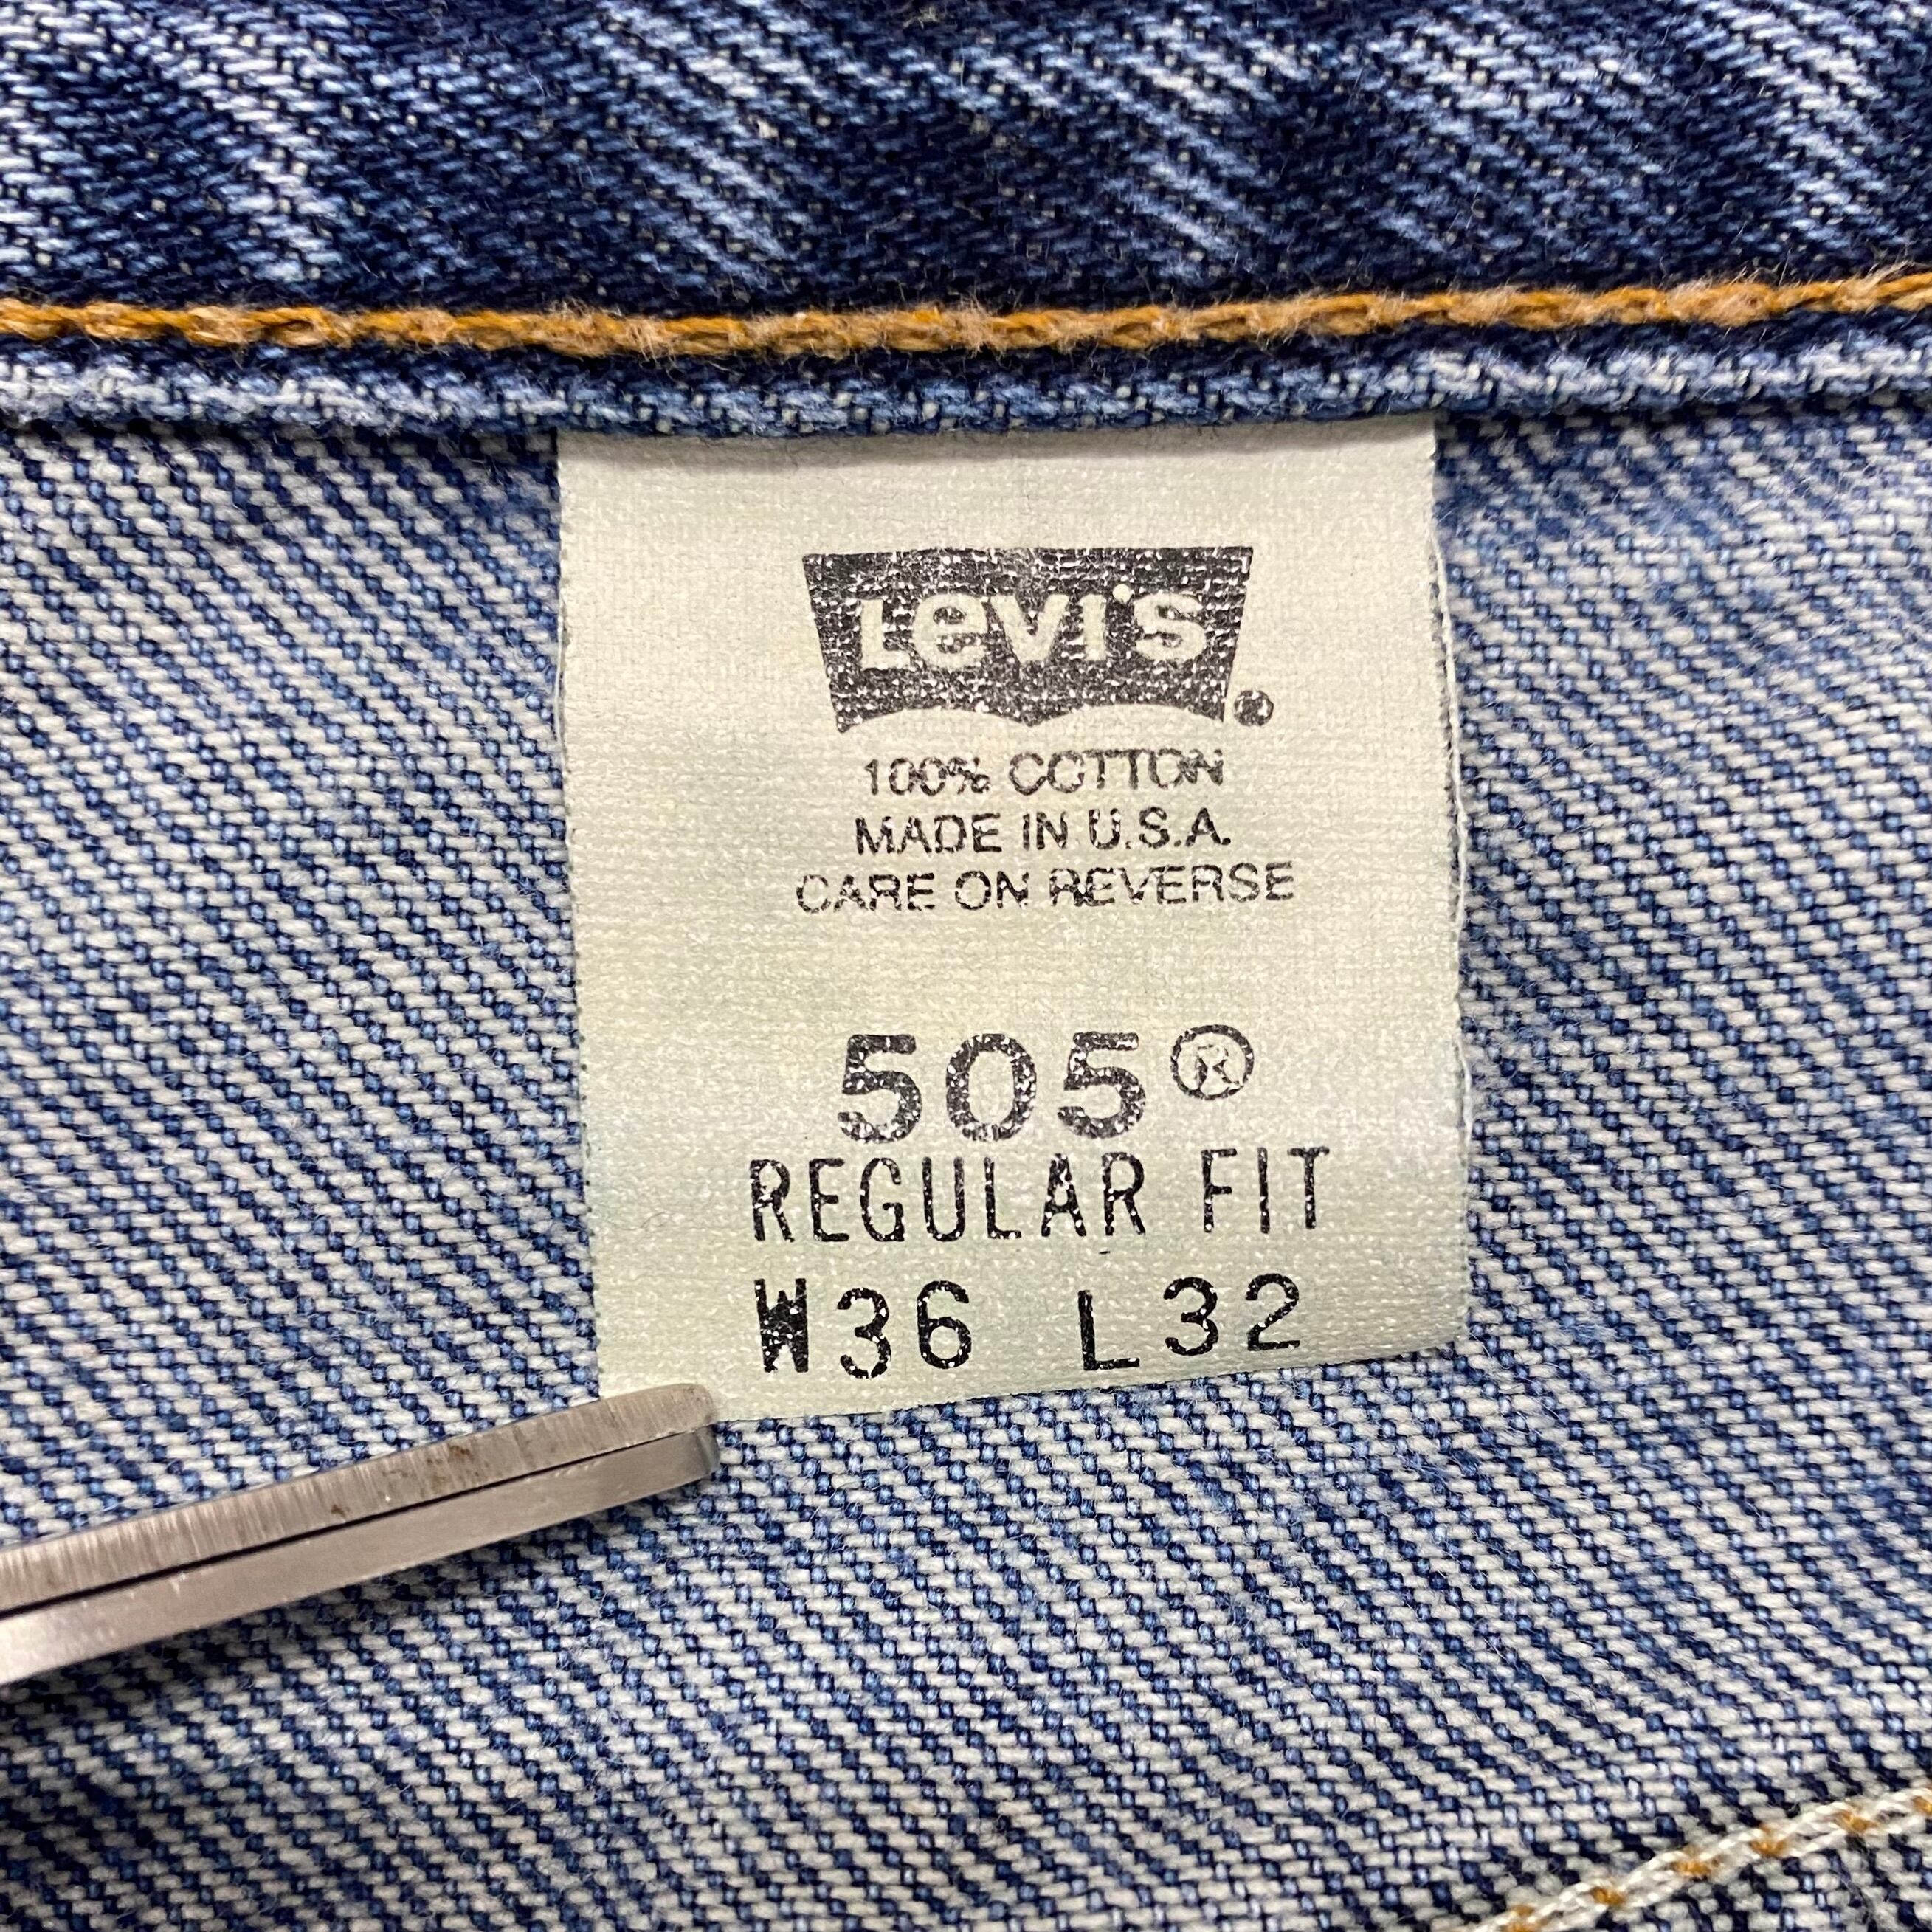 Levi's®
100% COTTON
MADE IN U.S.A.
CARE ON REVERSE
505®
REGULAR FIT
W36 L32